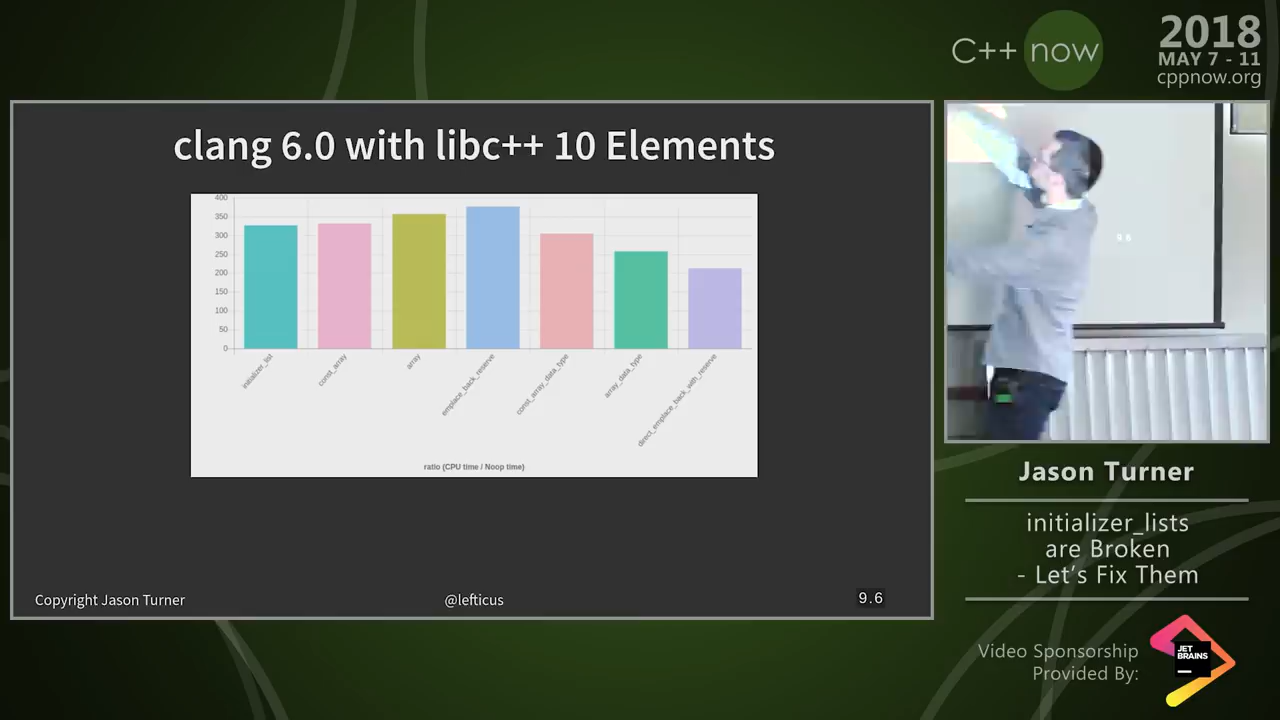 C++ now
2018
MAY 7 - 11
cppnow.org
clang 6.0 with libc++ 10 Elements
400
350
300
250
200
150
100
50
0
initializer_list
const_array
array
emplace_back_reserve
const_array_data_type
array_data_type
direct_emplace_back_with_reserve
ratio (CPU time / Noop time)
Copyright Jason Turner
@lefticus
9.6
9 6
Jason Turner
initializer_lists
are Broken
- Let's Fix Them
Video Sponsorship
Provided By:
JET
BRAINS